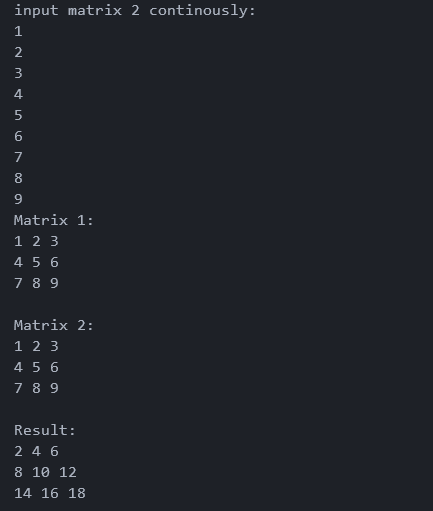 input matrix 2 continously:
1
2
3
4
5
6
7
8
9
Matrix 1:
1 2 3
4 5 6
7 8 9
Matrix 2:
1 2 3
4 5 6
7 8 9
Result:
2 4 6
8 10 12
14 16 18